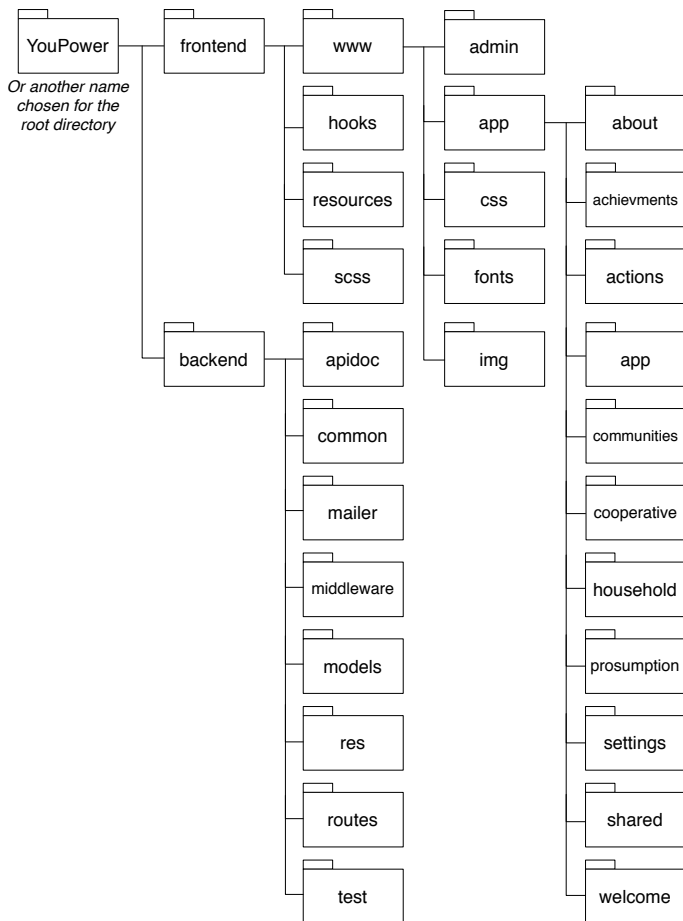 YouPower
frontend
www
admin
Or another name
chosen for the
root directory
hooks
app
about
resources
css
achievments
scss
fonts
actions
backend
apidoc
img
app
common
communities
mailer
cooperative
middleware
household
models
prosumption
res
settings
routes
shared
test
welcome